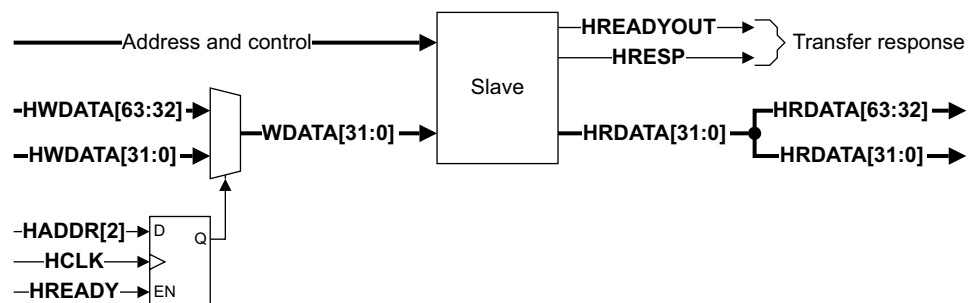 Address and control
HREADYOUT
HRESP
Transfer response
Slave
HWDATA[63:32]
HWDATA[31:0]
WDATA[31:0]
HRDATA[31:0]
HRDATA[63:32]
HRDATA[31:0]
HADDR[2]
D
Q
HCLK
HREADY
EN